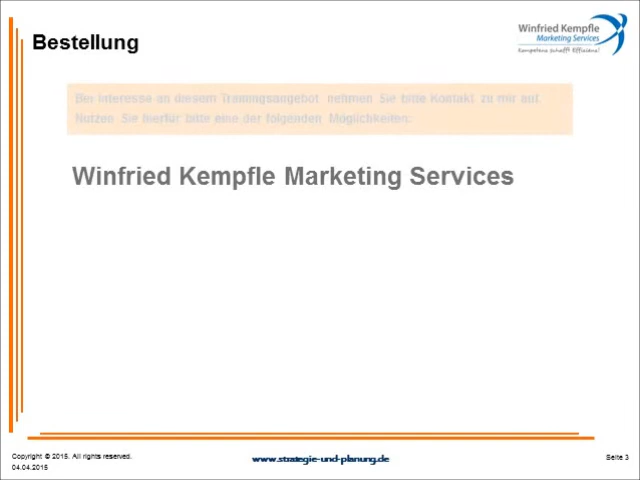 Bestellung
Winfried Kempfle
Marketing Services
Kompetenz schafft Effizienz!
Bei Interesse an diesem Trainingsangebot nehmen Sie bitte Kontakt zu mir auf.
Nutzen Sie hierfür bitte eine der folgenden Möglichkeiten:
Winfried Kempfle Marketing Services
Copyright © 2015. All rights reserved.
04.04.2015
www.strategie-und-planung.de
Seite 3